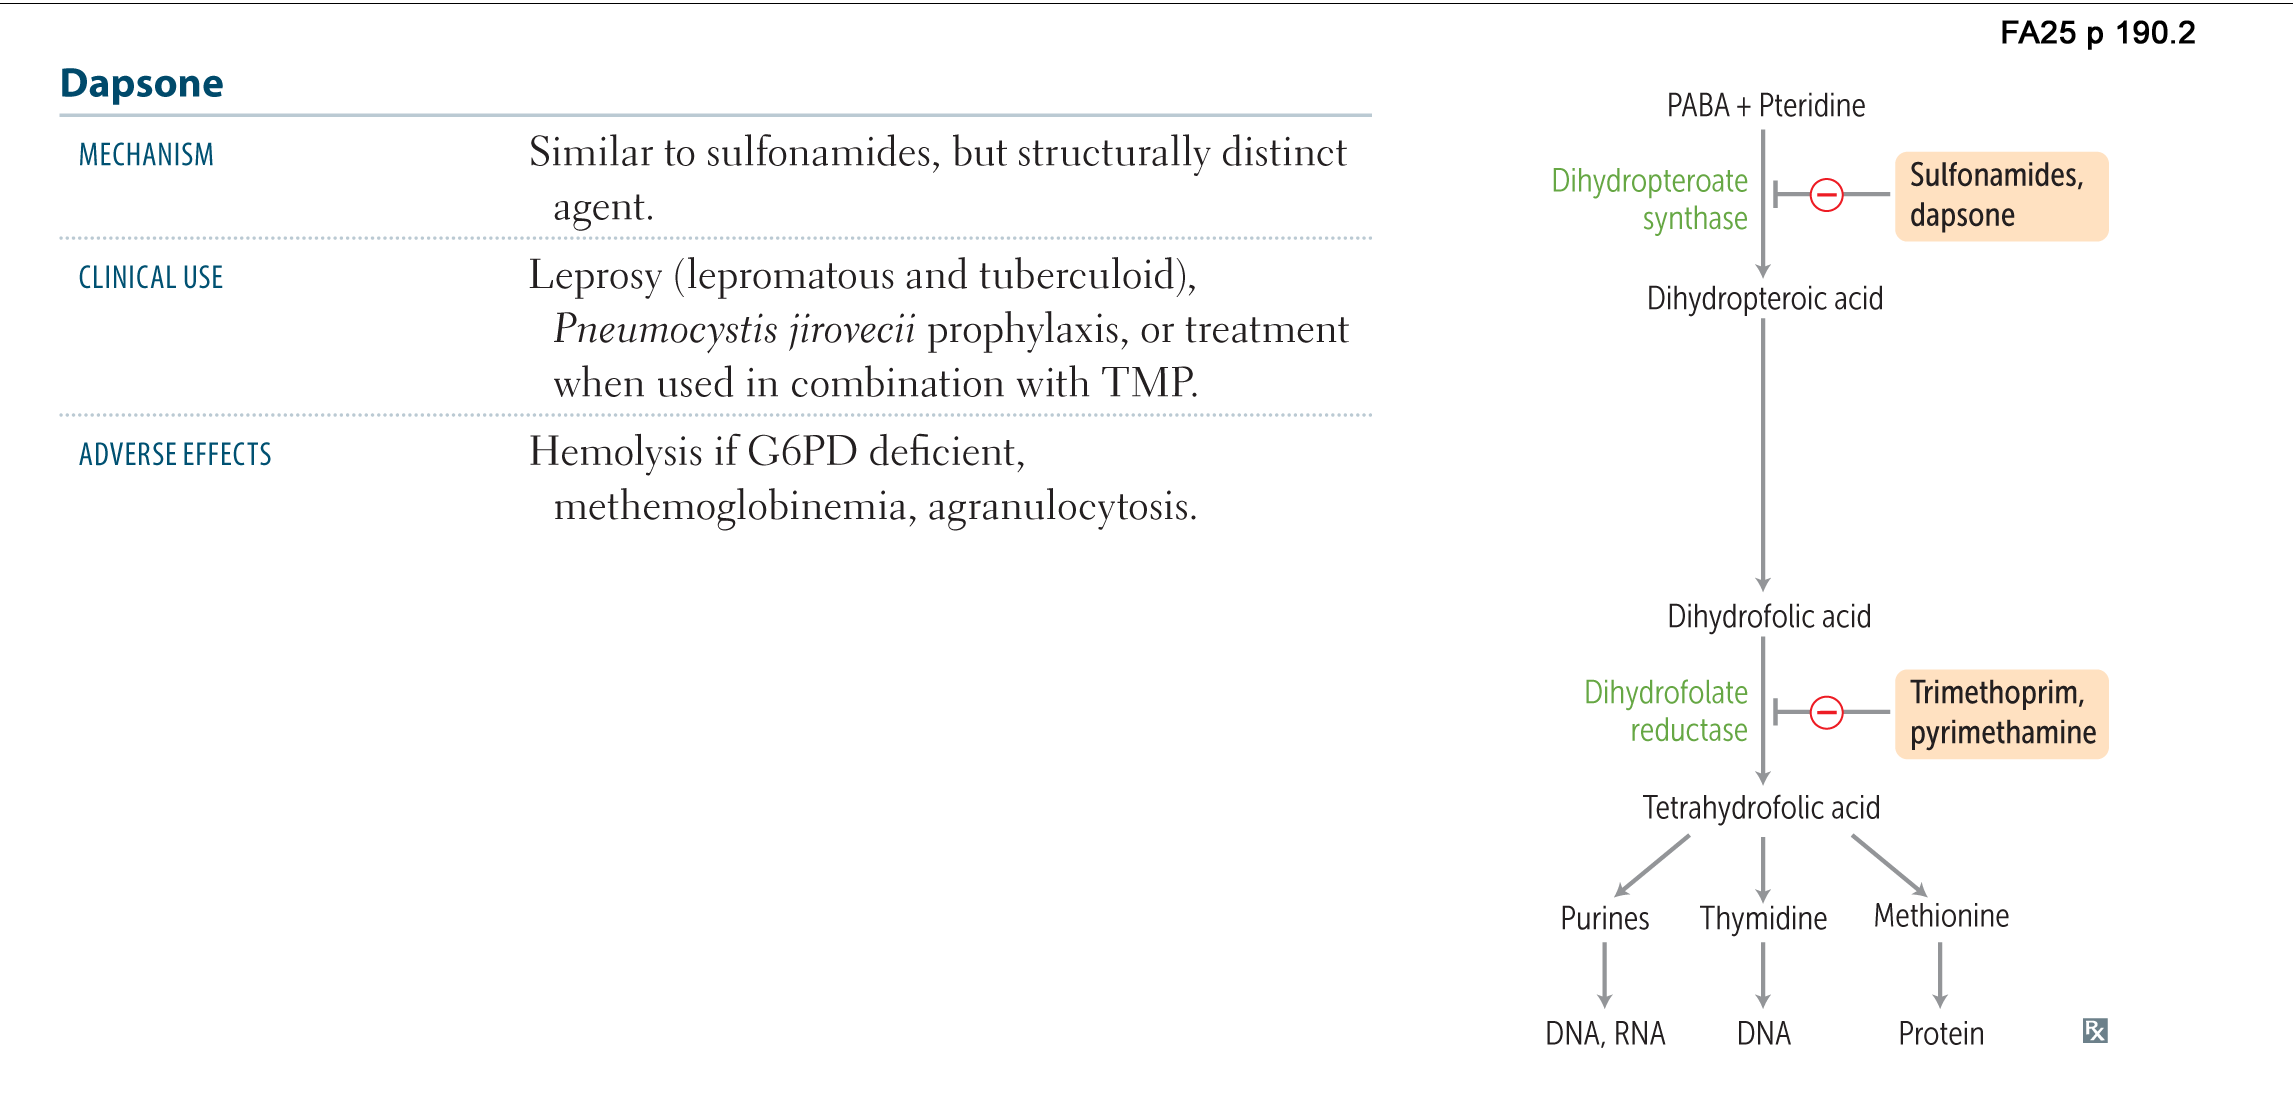 FA25 p 190.2
Dapsone
MECHANISM
Similar to sulfonamides, but structurally distinct
agent.
CLINICAL USE
Leprosy (lepromatous and tuberculoid),
Pneumocystis jirovecii prophylaxis, or treatment
when used in combination with TMP.
ADVERSE EFFECTS
Hemolysis if G6PD deficient,
methemoglobinemia, agranulocytosis.
PABA + Pteridine
Dihydropteroate
synthase
Sulfonamides,
dapsone
Dihydropteroic acid
Dihydrofolic acid
Dihydrofolate
reductase
Trimethoprim,
pyrimethamine
Tetrahydrofolic acid
Purines
Thymidine
Methionine
DNA, RNA
DNA
Protein
Rx